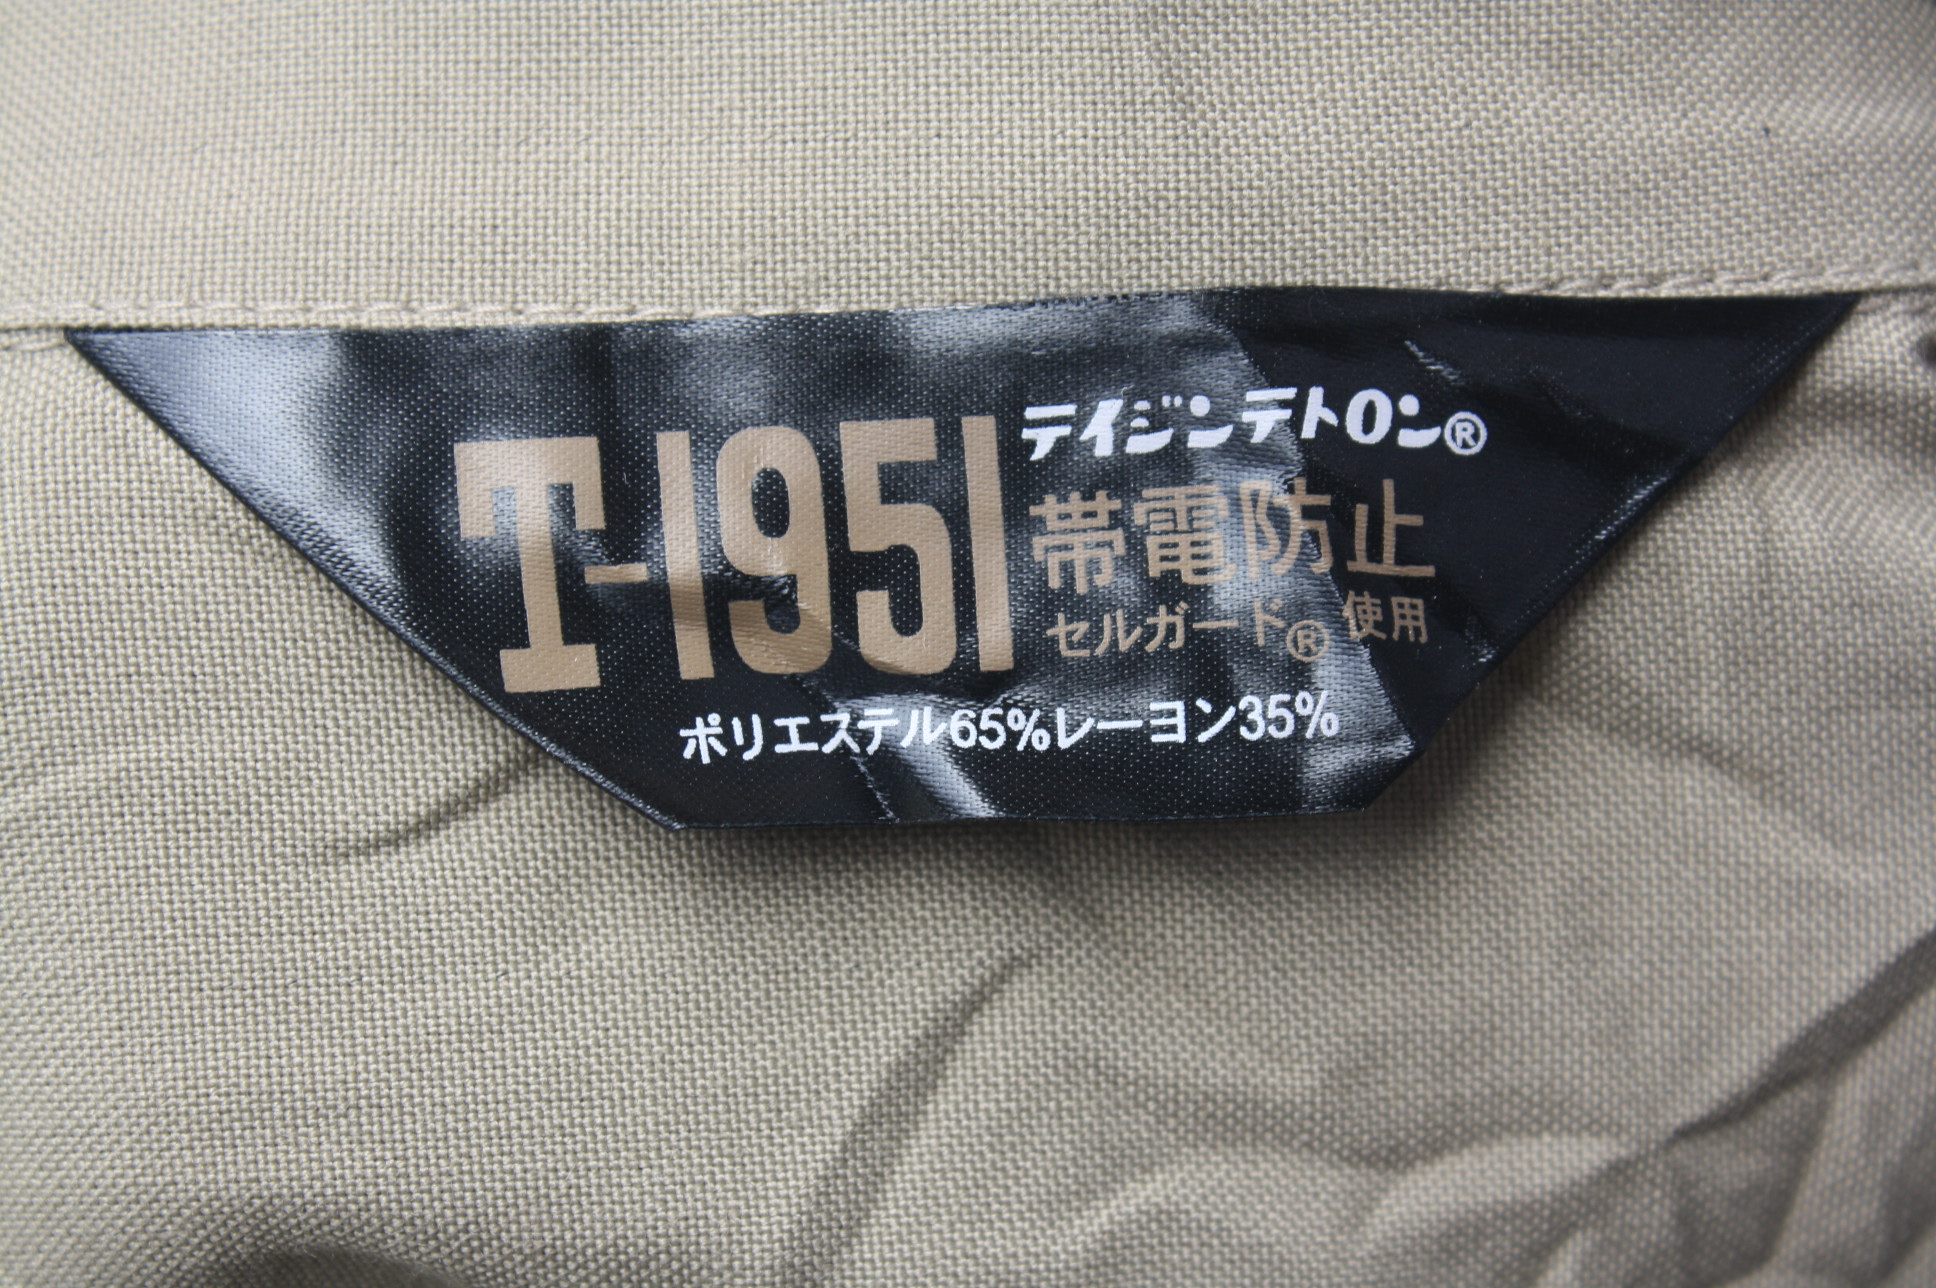 T-1951
テイジンテトロン®
帯電防止
セルガード®使用
ポリエステル65%レーヨン35%